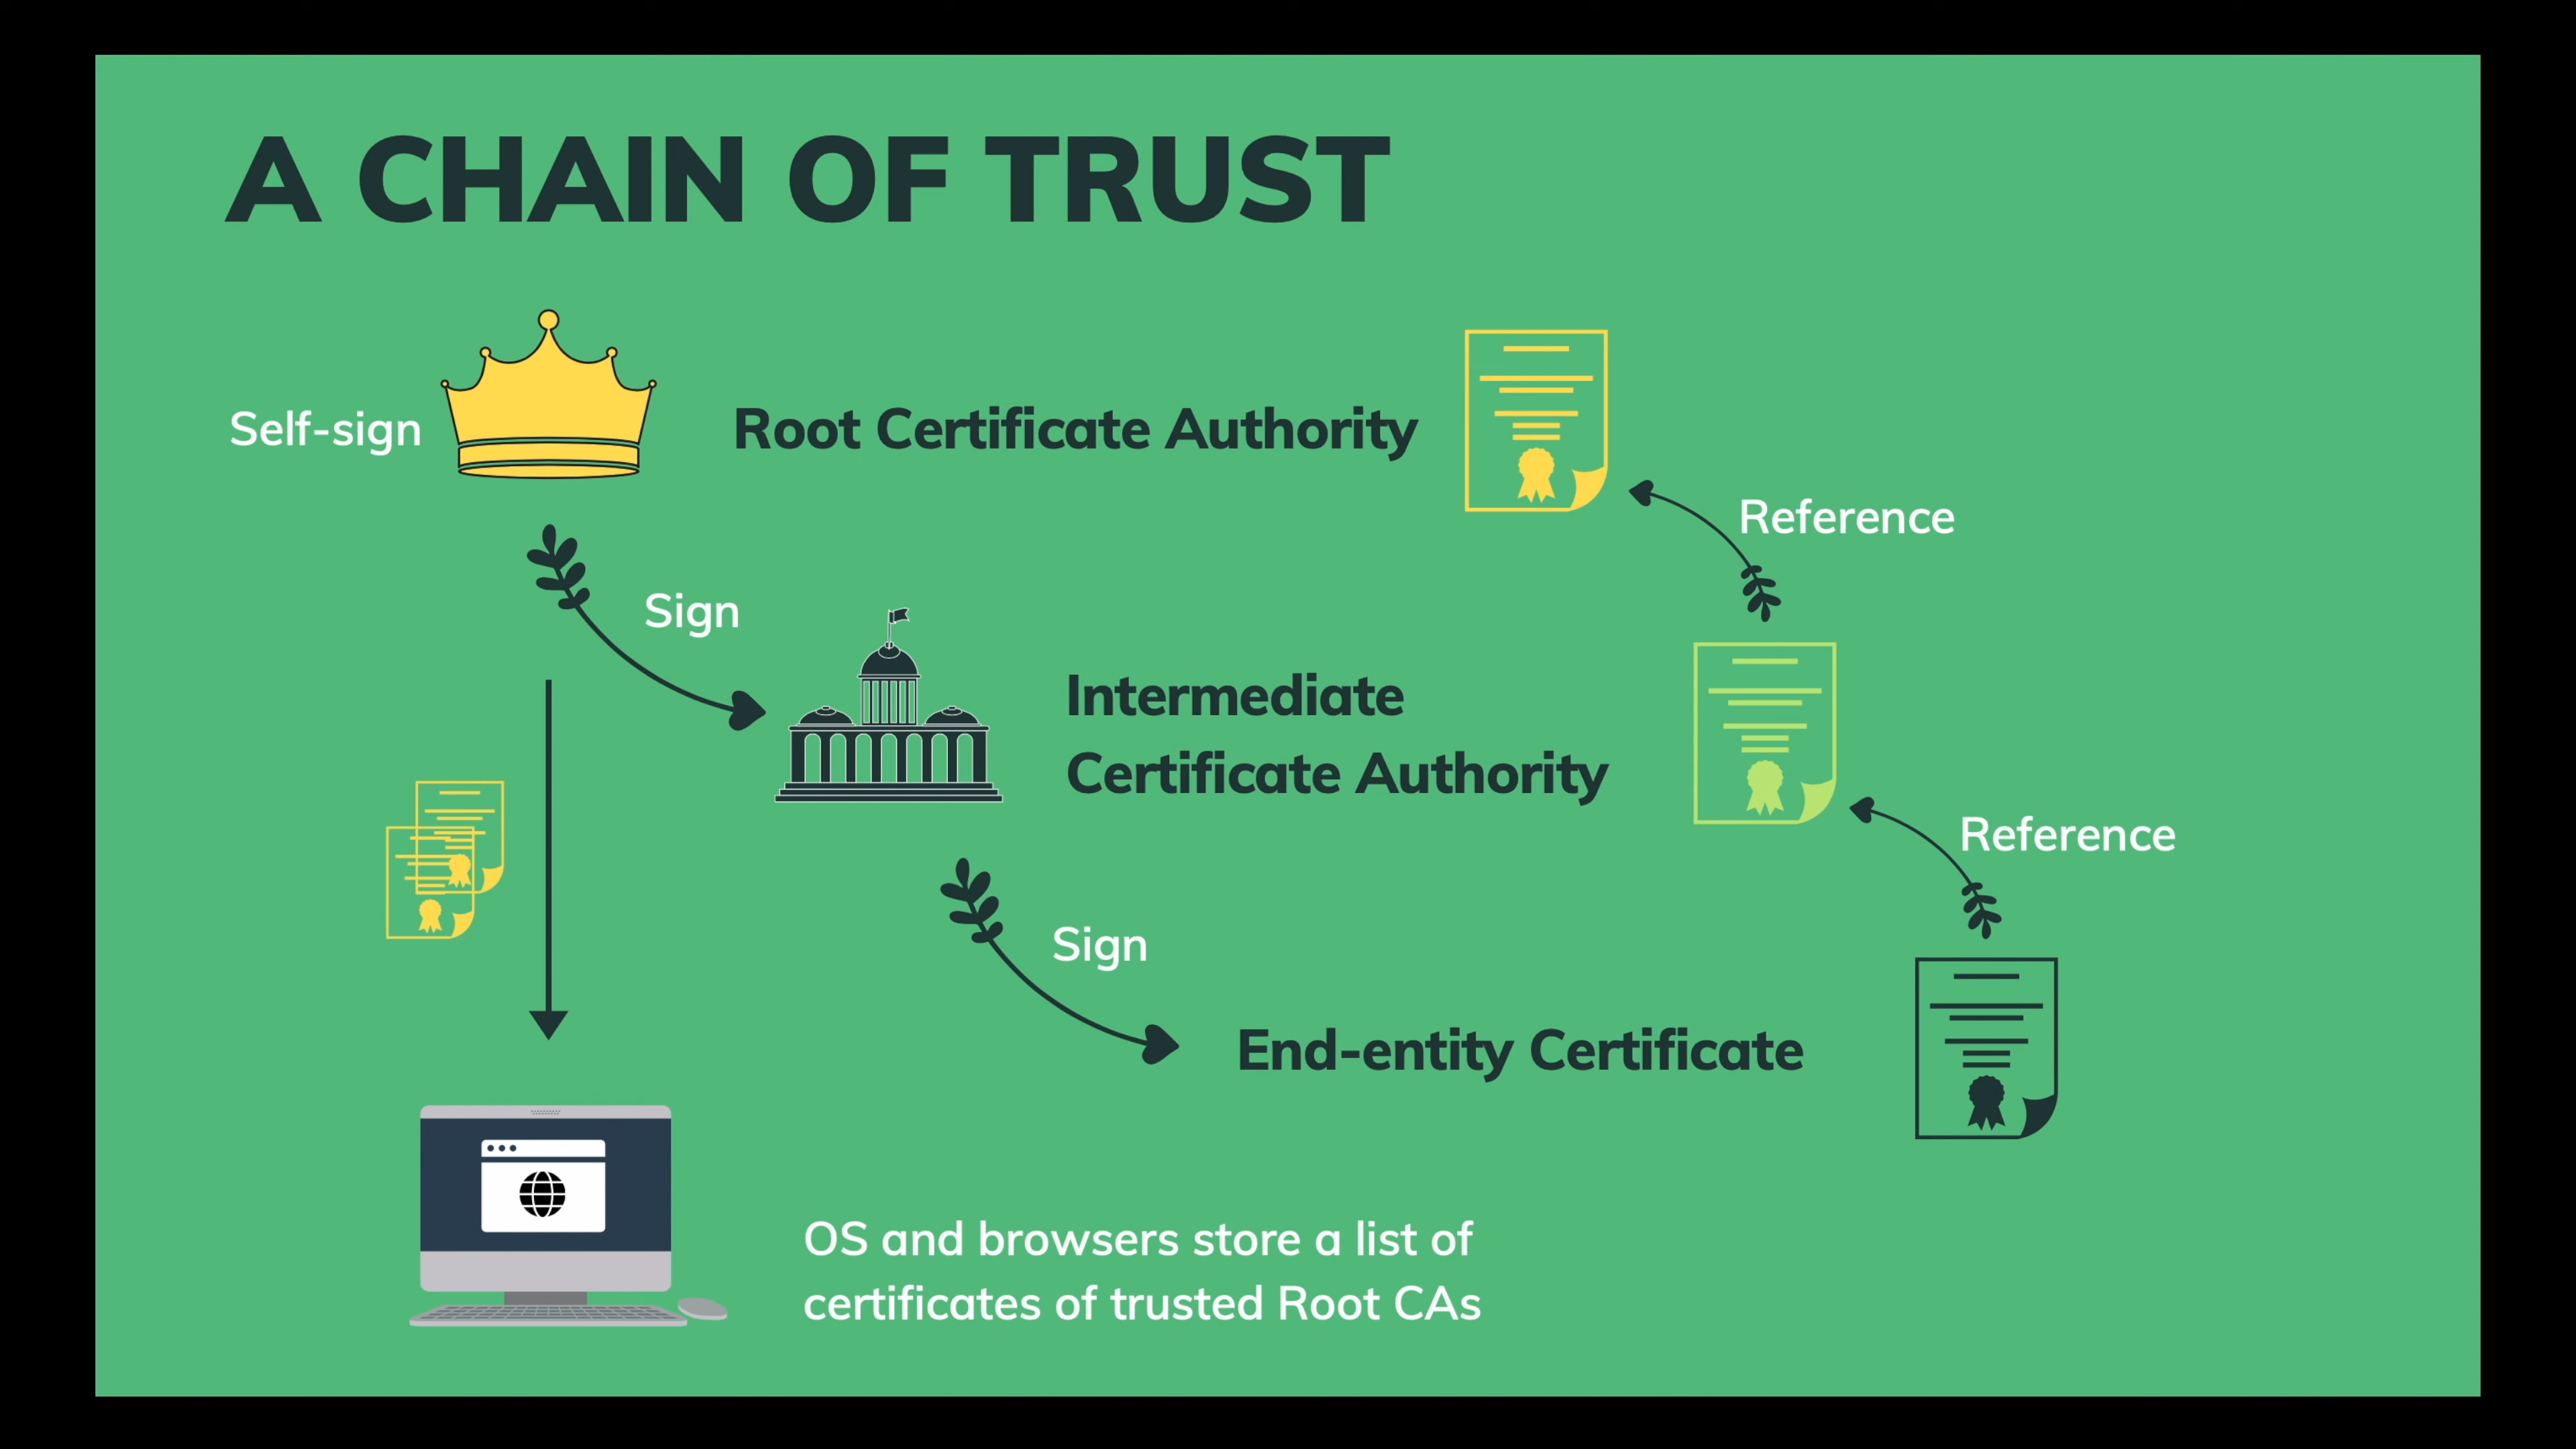 A CHAIN OF TRUST
Self-sign
Root Certificate Authority
Reference
Sign
Intermediate
Certificate Authority
Reference
Sign
End-entity Certificate
OS and browsers store a list of
certificates of trusted Root CAs